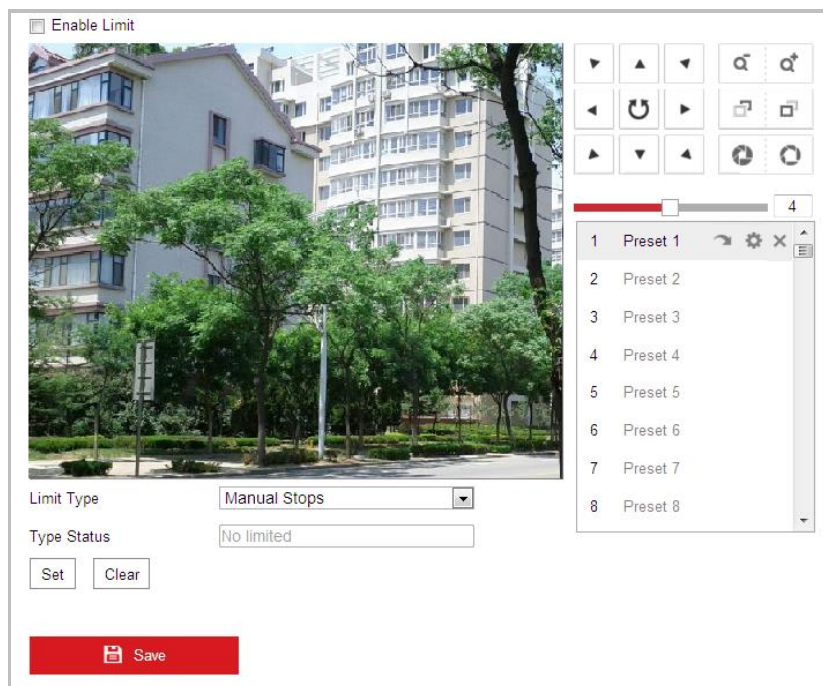 Enable Limit
4
1 Preset 1
2 Preset 2
3 Preset 3
4 Preset 4
5 Preset 5
6 Preset 6
7 Preset 7
8 Preset 8
Limit Type Manual Stops
Type Status No limited
Set Clear
Save